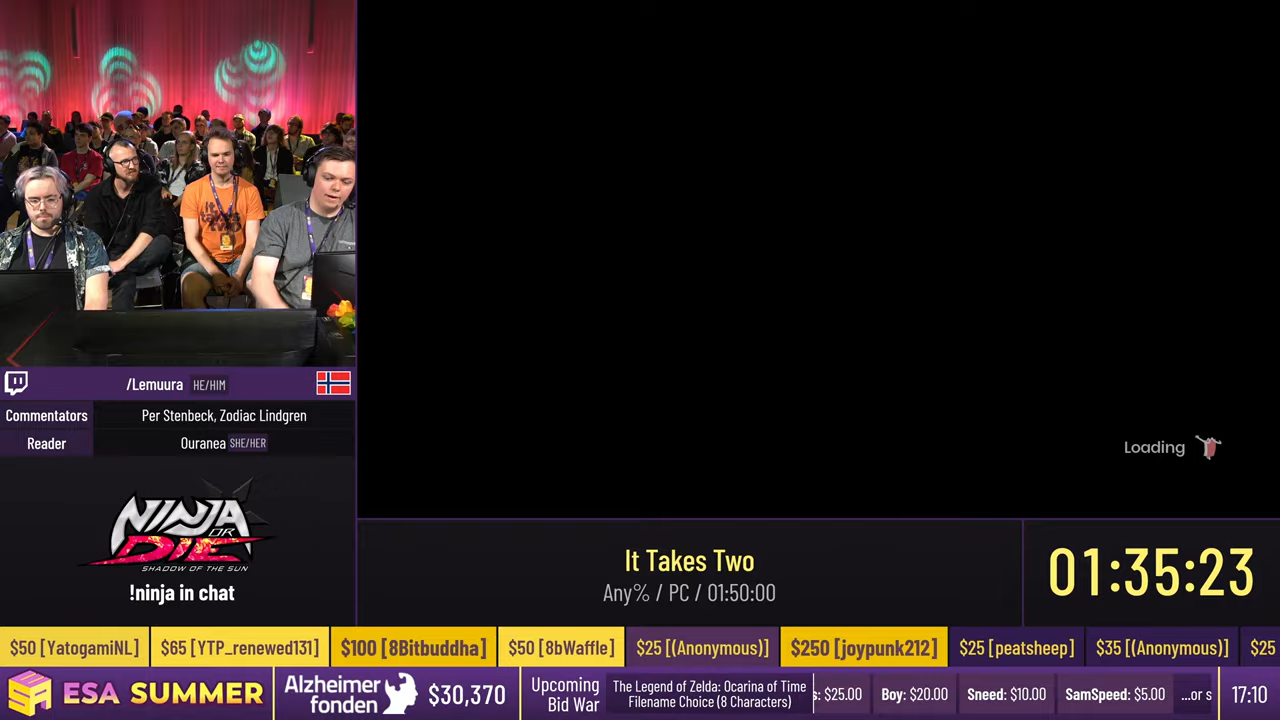 Loading
/Lemuura HE/HIM
Commentators Per Stenbeck, Zodiac Lindgren
Reader Ouranea SHE/HER
NINJA
OR
DIE
SHADOW OF THE SUN
!ninja in chat
It Takes Two
Any% / PC / 01:50:00
01:35:23
$50 [YatogamiNL] $65 [YTP_renewed131] $100 [8Bitbuddha] $50 [8bWaffle] $25 [(Anonymous)] $250 [joypunk212] $25 [peatsheep] $35 [(Anonymous)] $25
ESA SUMMER
Alzheimer
fonden
$30,370
Upcoming
Bid War
The Legend of Zelda: Ocarina of Time
Filename Choice (8 Characters)
s: $25.00 Boy: $20.00 Sneed: $10.00 SamSpeed: $5.00 ...or s
17:10